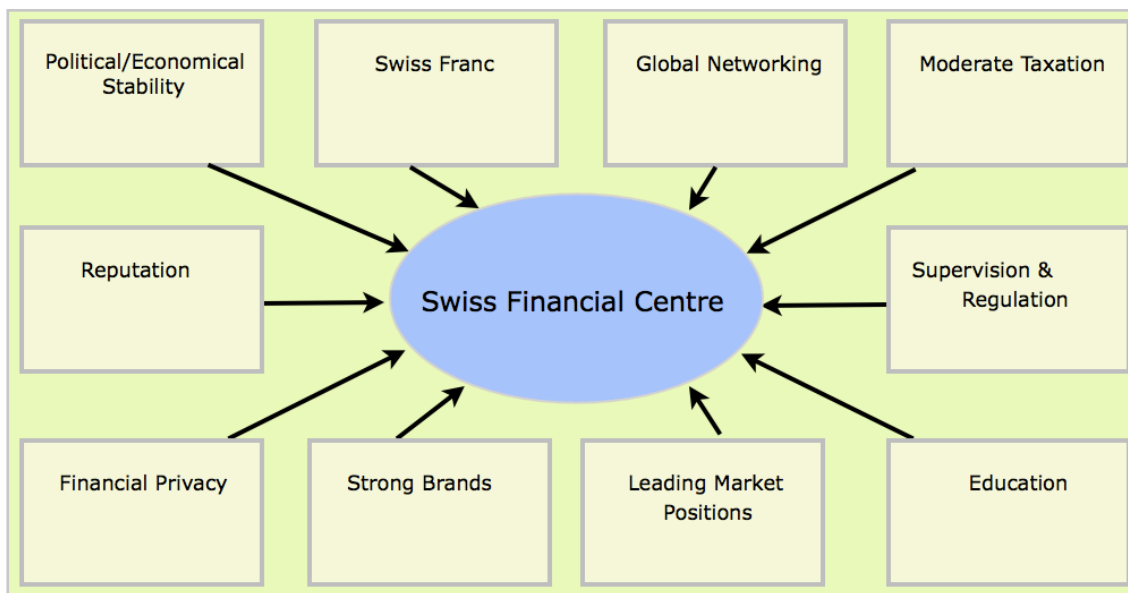 Political/Economical
Stability
Swiss Franc
Global Networking
Moderate Taxation
Reputation
Swiss Financial Centre
Supervision &
Regulation
Financial Privacy
Strong Brands
Leading Market
Positions
Education